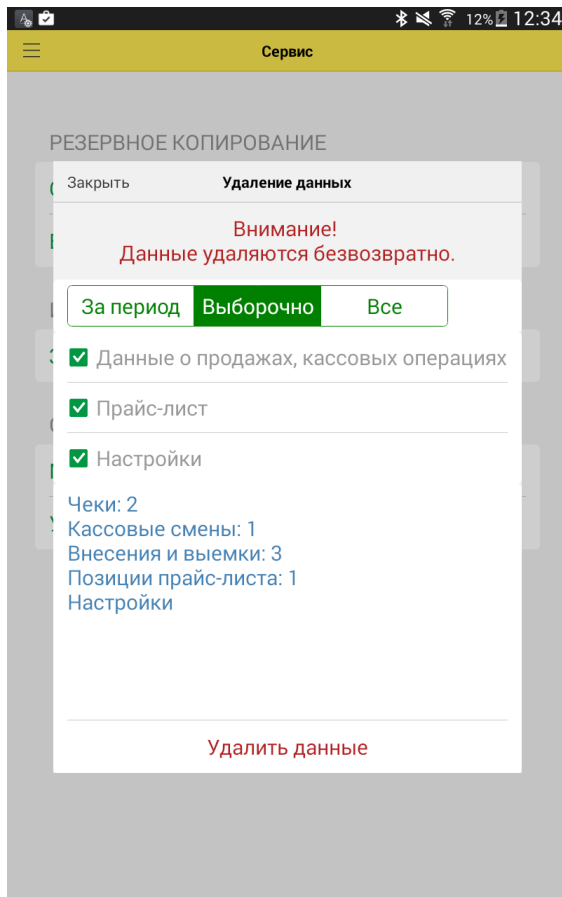 12% 12:34
Сервис
РЕЗЕРВНОЕ КОПИРОВАНИЕ
Закрыть Удаление данных
Внимание!
Данные удаляются безвозвратно.
За период Выборочно Все
Данные о продажах, кассовых операциях
Прайс-лист
Настройки
Чеки: 2
Кассовые смены: 1
Внесения и выемки: 3
Позиции прайс-листа: 1
Настройки
Удалить данные